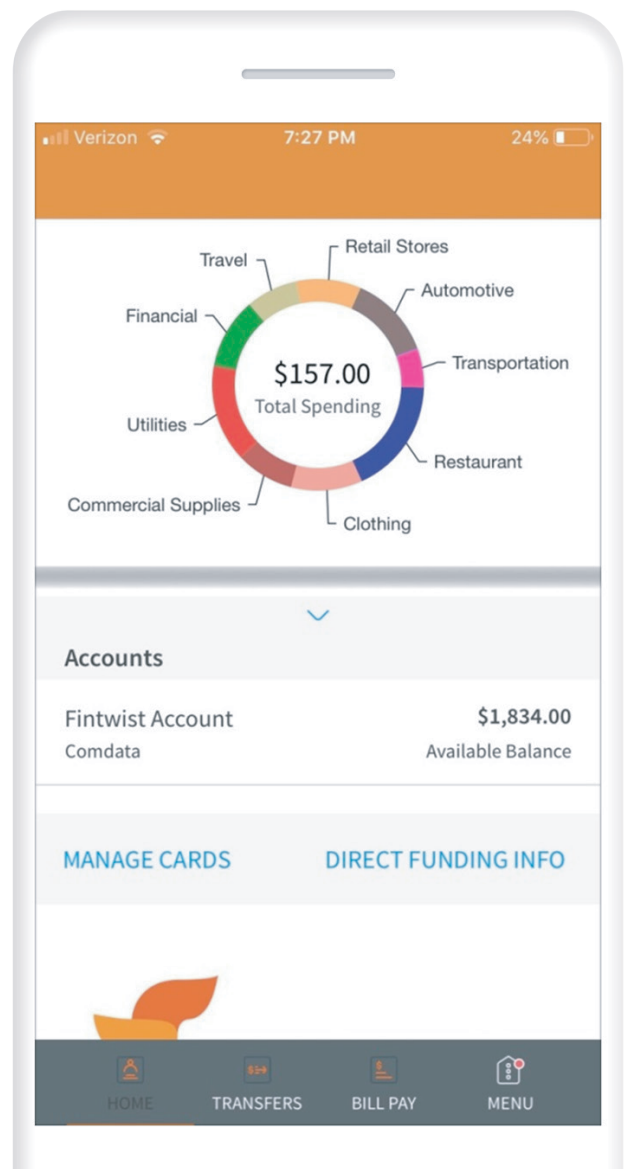 Verizon 7:27 PM 24%
Travel
Retail Stores
Financial
Automotive
$157.00
Total Spending
Transportation
Utilities
Restaurant
Commercial Supplies
Clothing
Accounts
Fintwist Account $1,834.00
Comdata Available Balance
MANAGE CARDS DIRECT FUNDING INFO
HOME TRANSFERS BILL PAY MENU